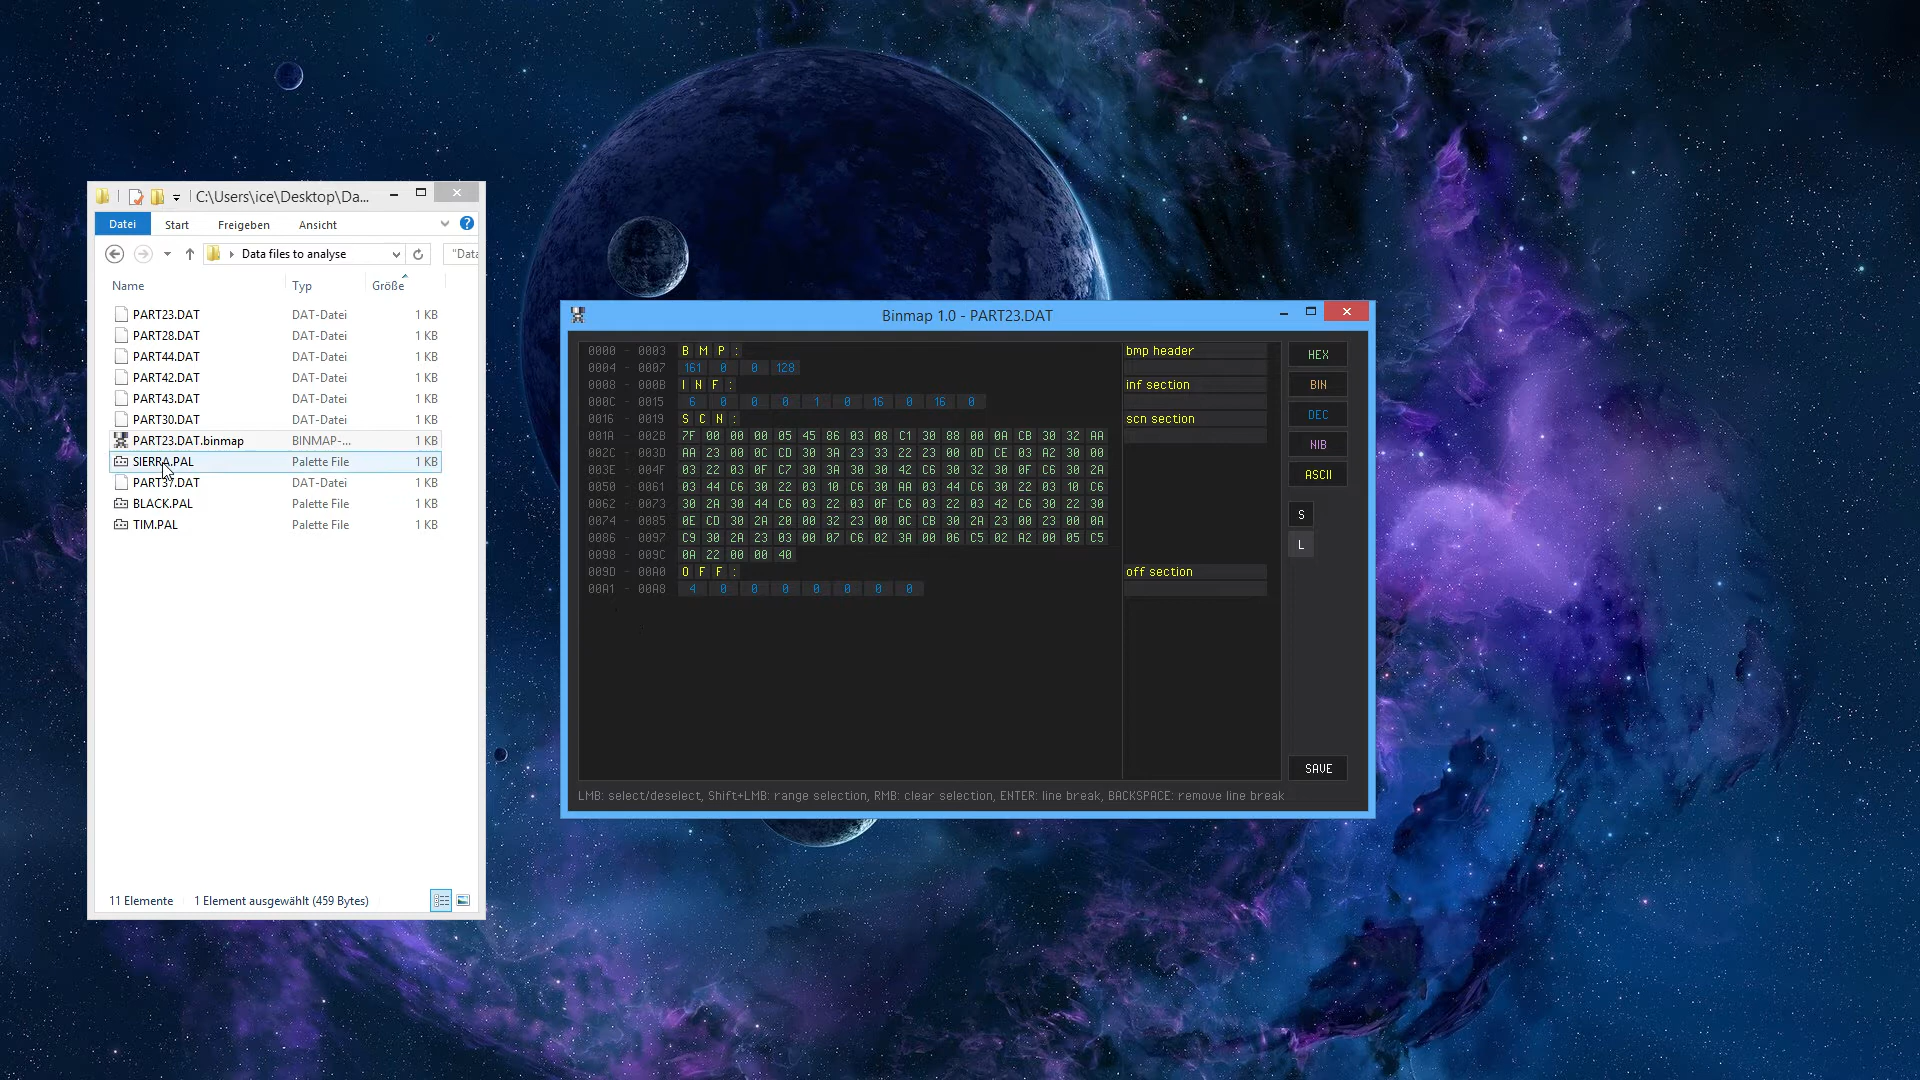 C:\Users\ice\Desktop\Da...
Datei Start Freigeben Ansicht
Data files to analyse "Data
Name Typ Größe
PART23.DAT DAT-Datei 1 KB
PART28.DAT DAT-Datei 1 KB
PART44.DAT DAT-Datei 1 KB
PART42.DAT DAT-Datei 1 KB
PART43.DAT DAT-Datei 1 KB
PART30.DAT DAT-Datei 1 KB
PART23.DAT.binmap BINMAP-... 1 KB
SIERRA.PAL Palette File 1 KB
PART37.DAT DAT-Datei 1 KB
BLACK.PAL Palette File 1 KB
TIM.PAL Palette File 1 KB
11 Elemente 1 Element ausgewählt (459 Bytes)
Binmap 1.0 - PART23.DAT
0000 - 0003 B M P : bmp header
0004 - 0007 161 0 0 128
0008 - 000B I N F : inf section
000C - 0015 6 0 0 0 1 0 16 0 16 0
0016 - 0019 S C N : scn section
001A - 002B 7F 00 00 00 05 45 86 03 08 C1 30 88 00 0A CB 30 32 AA
002C - 003D AA 23 00 0C CD 30 3A 23 33 22 23 00 0D CE 03 A2 30 00
003E - 004F 03 22 03 0F C7 30 3A 30 30 42 C6 30 32 30 0F C6 30 2A
0050 - 0061 03 44 C6 30 22 03 10 C6 30 AA 03 44 C6 30 22 03 10 C6
0062 - 0073 30 2A 30 44 C6 03 22 03 0F C6 03 22 03 42 C6 30 22 30
0074 - 0085 0E CD 30 2A 20 00 32 23 00 0C CB 30 2A 23 00 23 00 0A
0086 - 0097 C9 30 2A 23 03 00 07 C6 02 3A 00 06 C5 02 A2 00 05 C5
0098 - 009C 0A 22 00 00 40
009D - 00A0 O F F : off section
00A1 - 00A8 4 0 0 0 0 0 0 0
HEX
BIN
DEC
NIB
ASCII
S
L
SAVE
LMB: select/deselect, Shift+LMB: range selection, RMB: clear selection, ENTER: line break, BACKSPACE: remove line break